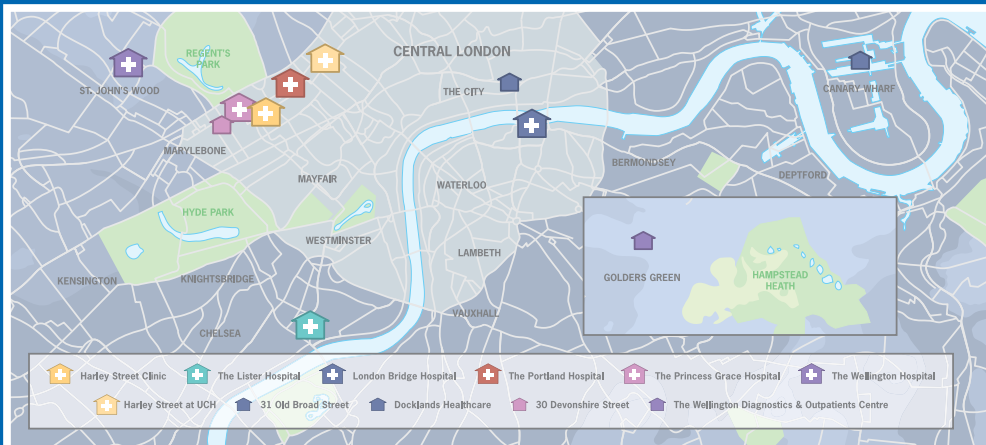 CENTRAL LONDON
REGENT'S
PARK
ST. JOHN'S WOOD
THE CITY
CANARY WHARF
MARYLEBONE
BERMONDSEY
DEPTFORD
MAYFAIR
WATERLOO
HYDE PARK
WESTMINSTER
LAMBETH
KENSINGTON
KNIGHTSBRIDGE
GOLDERS GREEN
HAMPSTEAD
HEATH
VAUXHALL
CHELSEA
Harley Street Clinic
The Lister Hospital
London Bridge Hospital
The Portland Hospital
The Princess Grace Hospital
The Wellington Hospital
Harley Street at UCH
31 Old Broad Street
Docklands Healthcare
30 Devonshire Street
The Wellington Diagnostics & Outpatients Centre